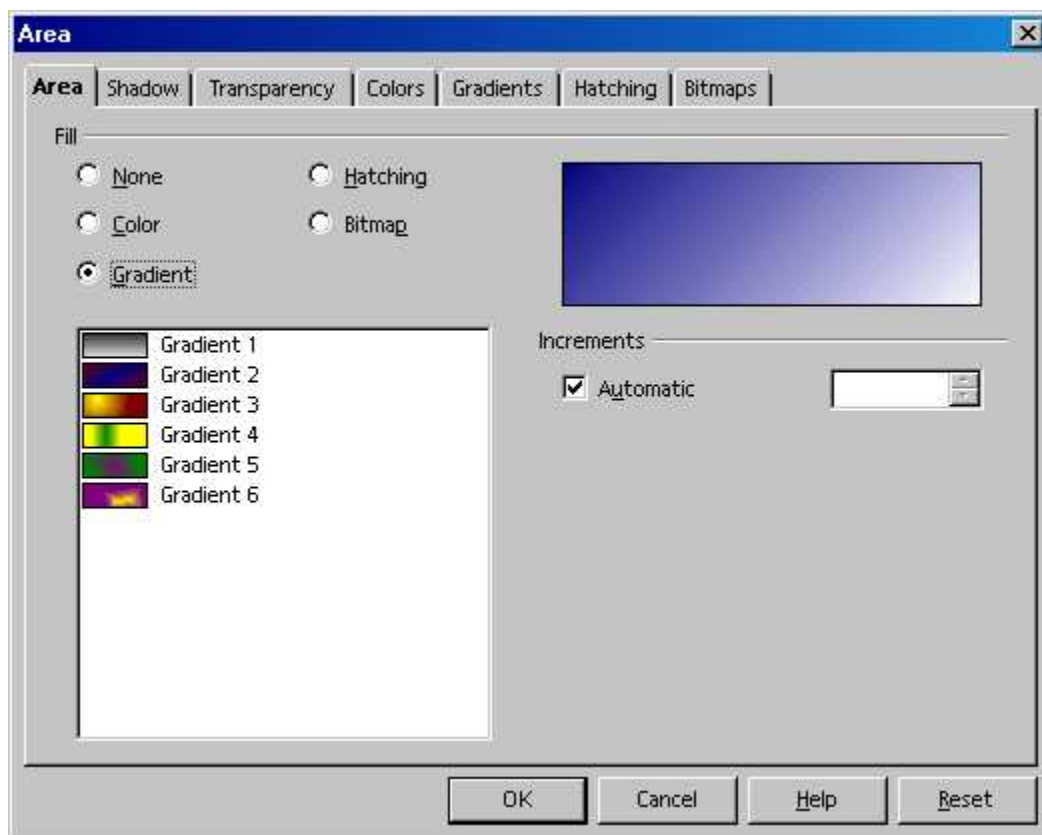 Area
Area Shadow Transparency Colors Gradients Hatching Bitmaps
Fill
None Hatching
Color Bitmap
Gradient
Gradient 1
Gradient 2
Gradient 3
Gradient 4
Gradient 5
Gradient 6
Increments
Automatic
OK Cancel Help Reset